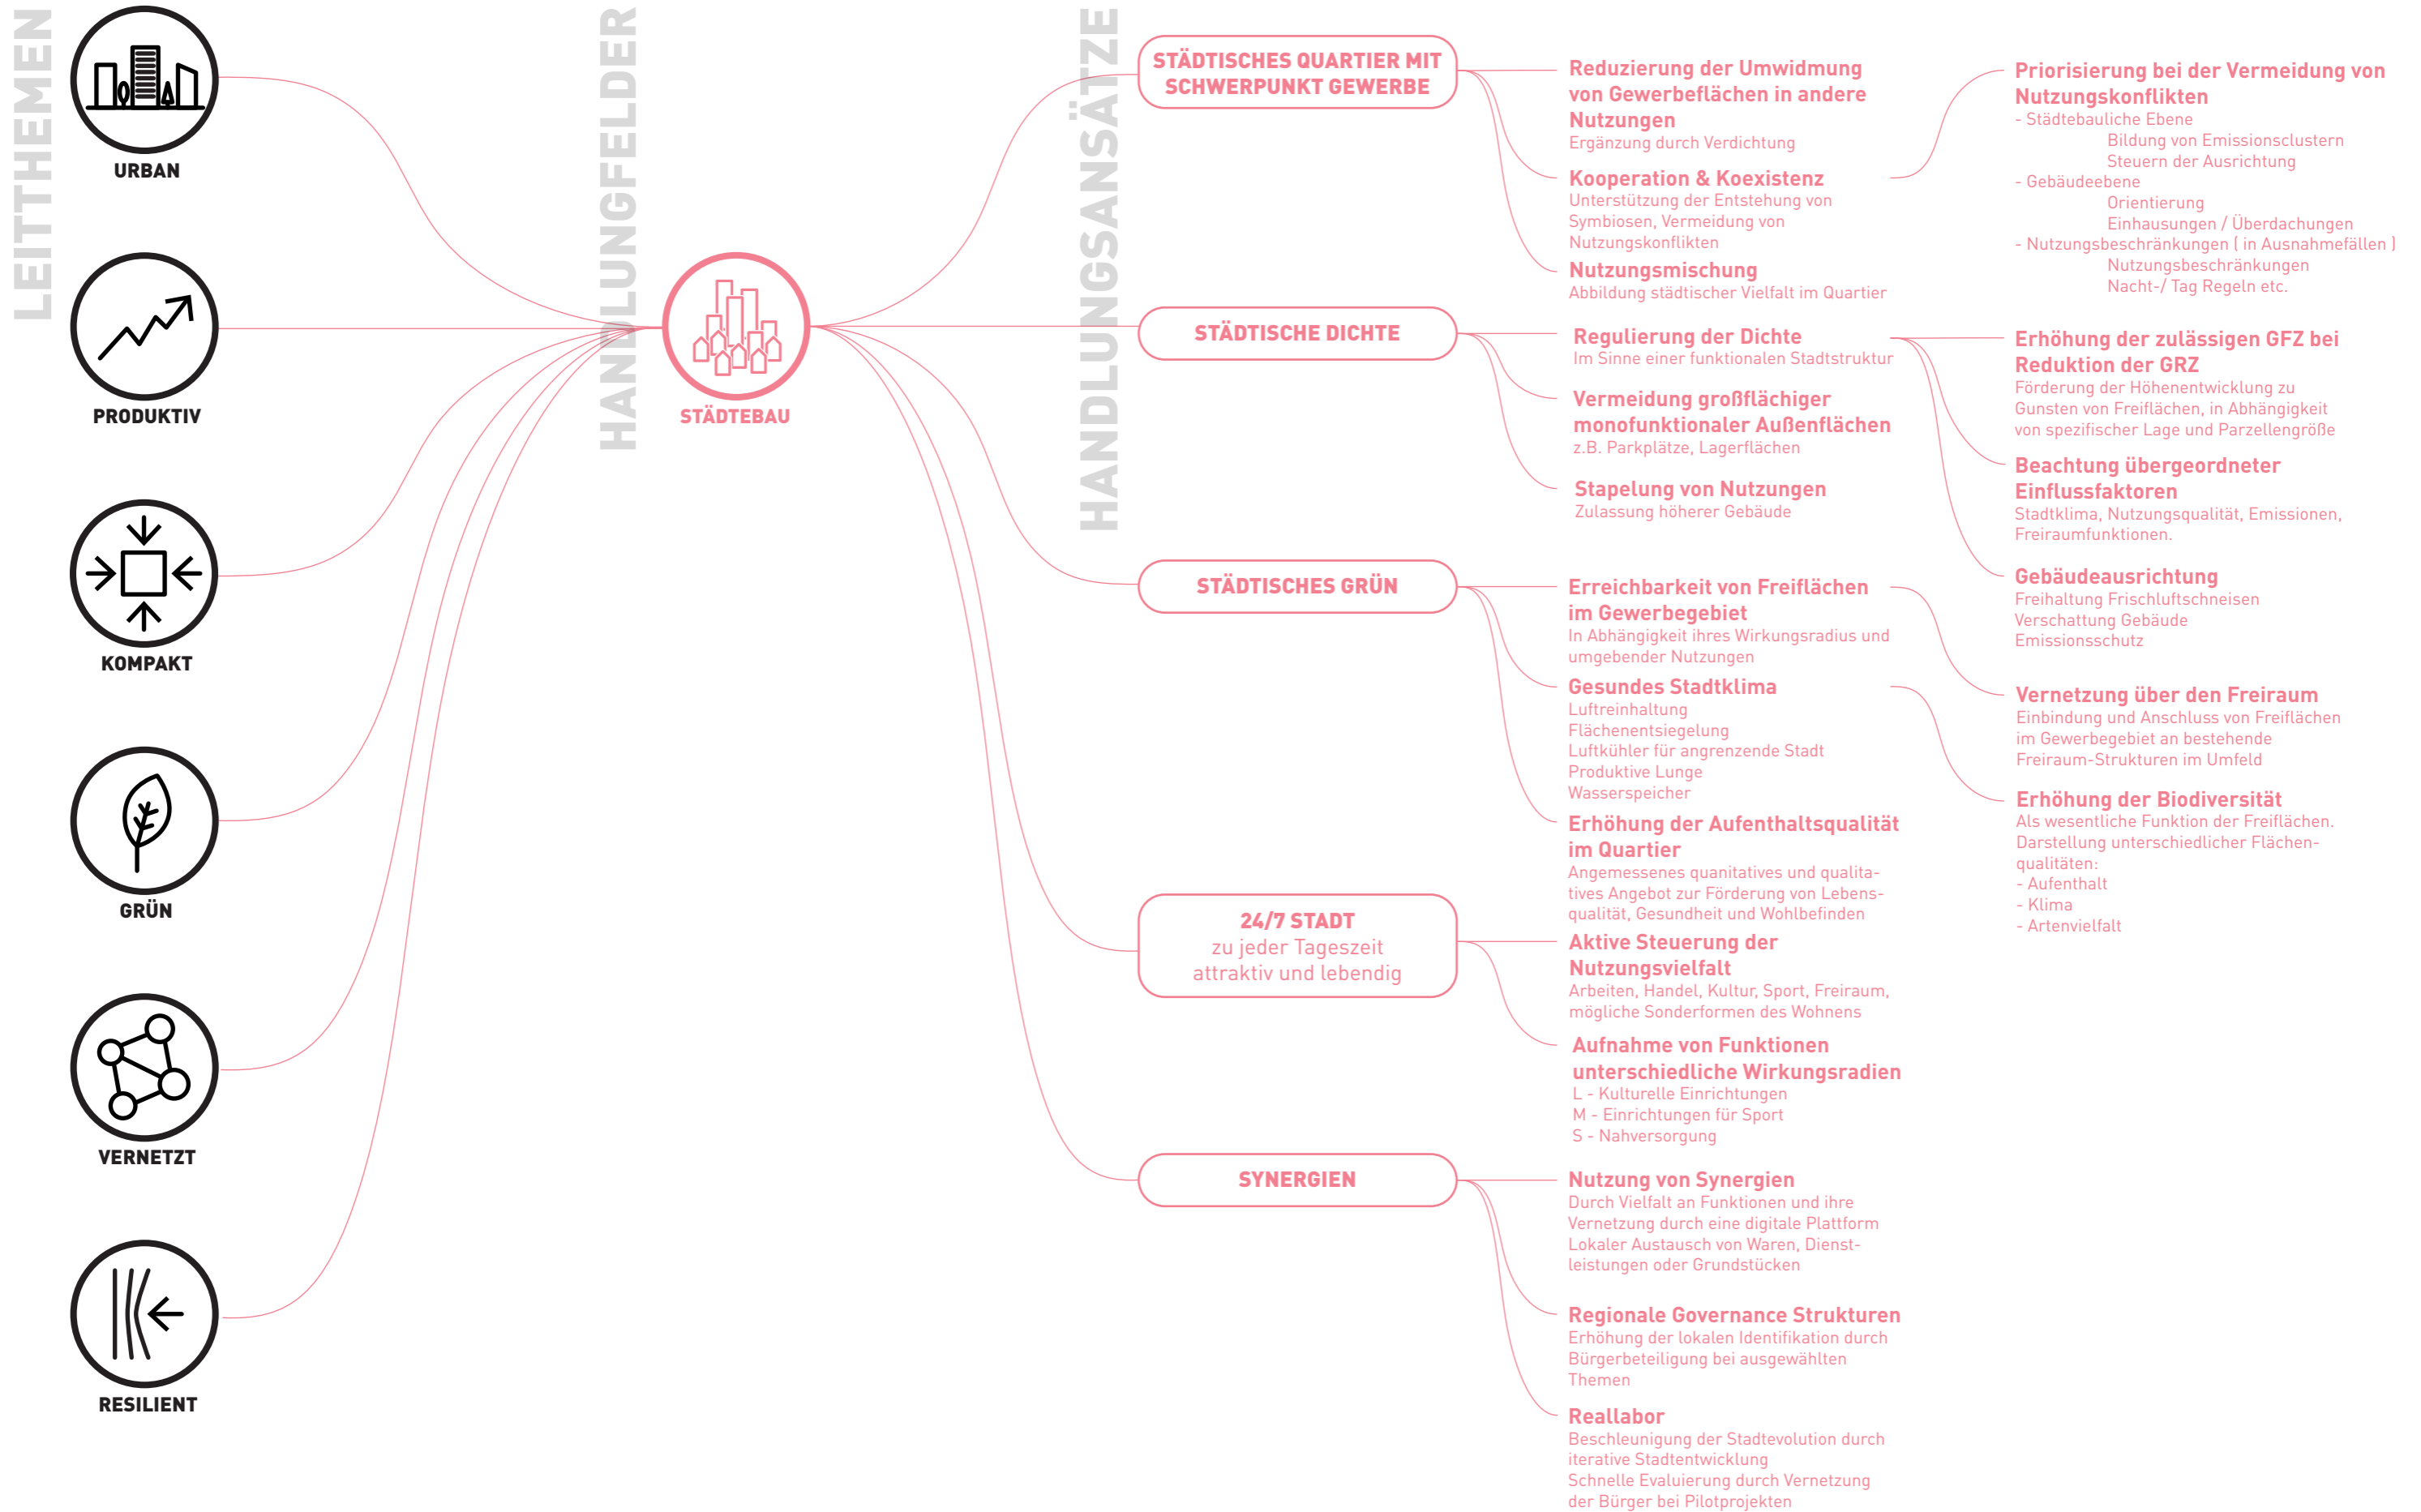 LEITTHEMEN
URBAN
PRODUKTIV
KOMPAKT
GRÜN
VERNETZT
RESILIENT
HANDLUNGFELDER
STÄDTEBAU
HANDLUNGSANSÄTZE
STÄDTISCHES QUARTIER MIT
SCHWERPUNKT GEWERBE
Reduzierung der Umwidmung
von Gewerbeflächen in andere
Nutzungen
Ergänzung durch Verdichtung
Kooperation & Koexistenz
Unterstützung der Entstehung von
Symbiosen, Vermeidung von
Nutzungskonflikten
Nutzungsmischung
Abbildung städtischer Vielfalt im Quartier
Priorisierung bei der Vermeidung von
Nutzungskonflikten
- Städtebauliche Ebene
Bildung von Emissionsclustern
Steuern der Ausrichtung
- Gebäudeebene
Orientierung
Einhausungen / Überdachungen
- Nutzungsbeschränkungen ( in Ausnahmefällen )
Nutzungsbeschränkungen
Nacht-/ Tag Regeln etc.
STÄDTISCHE DICHTE
Regulierung der Dichte
Im Sinne einer funktionalen Stadtstruktur
Vermeidung großflächiger
monofunktionaler Außenflächen
z.B. Parkplätze, Lagerflächen
Stapelung von Nutzungen
Zulassung höherer Gebäude
Erhöhung der zulässigen GFZ bei
Reduktion der GRZ
Förderung der Höhenentwicklung zu
Gunsten von Freiflächen, in Abhängigkeit
von spezifischer Lage und Parzellengröße
Beachtung übergeordneter
Einflussfaktoren
Stadtklima, Nutzungsqualität, Emissionen,
Freiraumfunktionen.
Gebäudeausrichtung
Freihaltung Frischluftschneisen
Verschattung Gebäude
Emissionsschutz
STÄDTISCHES GRÜN
Erreichbarkeit von Freiflächen
im Gewerbegebiet
In Abhängigkeit ihres Wirkungsradius und
umgebender Nutzungen
Gesundes Stadtklima
Luftreinhaltung
Flächenentsiegelung
Luftkühler für angrenzende Stadt
Produktive Lunge
Wasserspeicher
Erhöhung der Aufenthaltsqualität
im Quartier
Angemessenes quanitatives und qualita-
tives Angebot zur Förderung von Lebens-
qualität, Gesundheit und Wohlbefinden
Vernetzung über den Freiraum
Einbindung und Anschluss von Freiflächen
im Gewerbegebiet an bestehende
Freiraum-Strukturen im Umfeld
Erhöhung der Biodiversität
Als wesentliche Funktion der Freiflächen.
Darstellung unterschiedlicher Flächen-
qualitäten:
- Aufenthalt
- Klima
- Artenvielfalt
24/7 STADT
zu jeder Tageszeit
attraktiv und lebendig
Aktive Steuerung der
Nutzungsvielfalt
Arbeiten, Handel, Kultur, Sport, Freiraum,
mögliche Sonderformen des Wohnens
Aufnahme von Funktionen
unterschiedliche Wirkungsradien
L - Kulturelle Einrichtungen
M - Einrichtungen für Sport
S - Nahversorgung
SYNERGIEN
Nutzung von Synergien
Durch Vielfalt an Funktionen und ihre
Vernetzung durch eine digitale Plattform
Lokaler Austausch von Waren, Dienst-
leistungen oder Grundstücken
Regionale Governance Strukturen
Erhöhung der lokalen Identifikation durch
Bürgerbeteiligung bei ausgewählten
Themen
Reallabor
Beschleunigung der Stadtevolution durch
iterative Stadtentwicklung
Schnelle Evaluierung durch Vernetzung
der Bürger bei Pilotprojekten